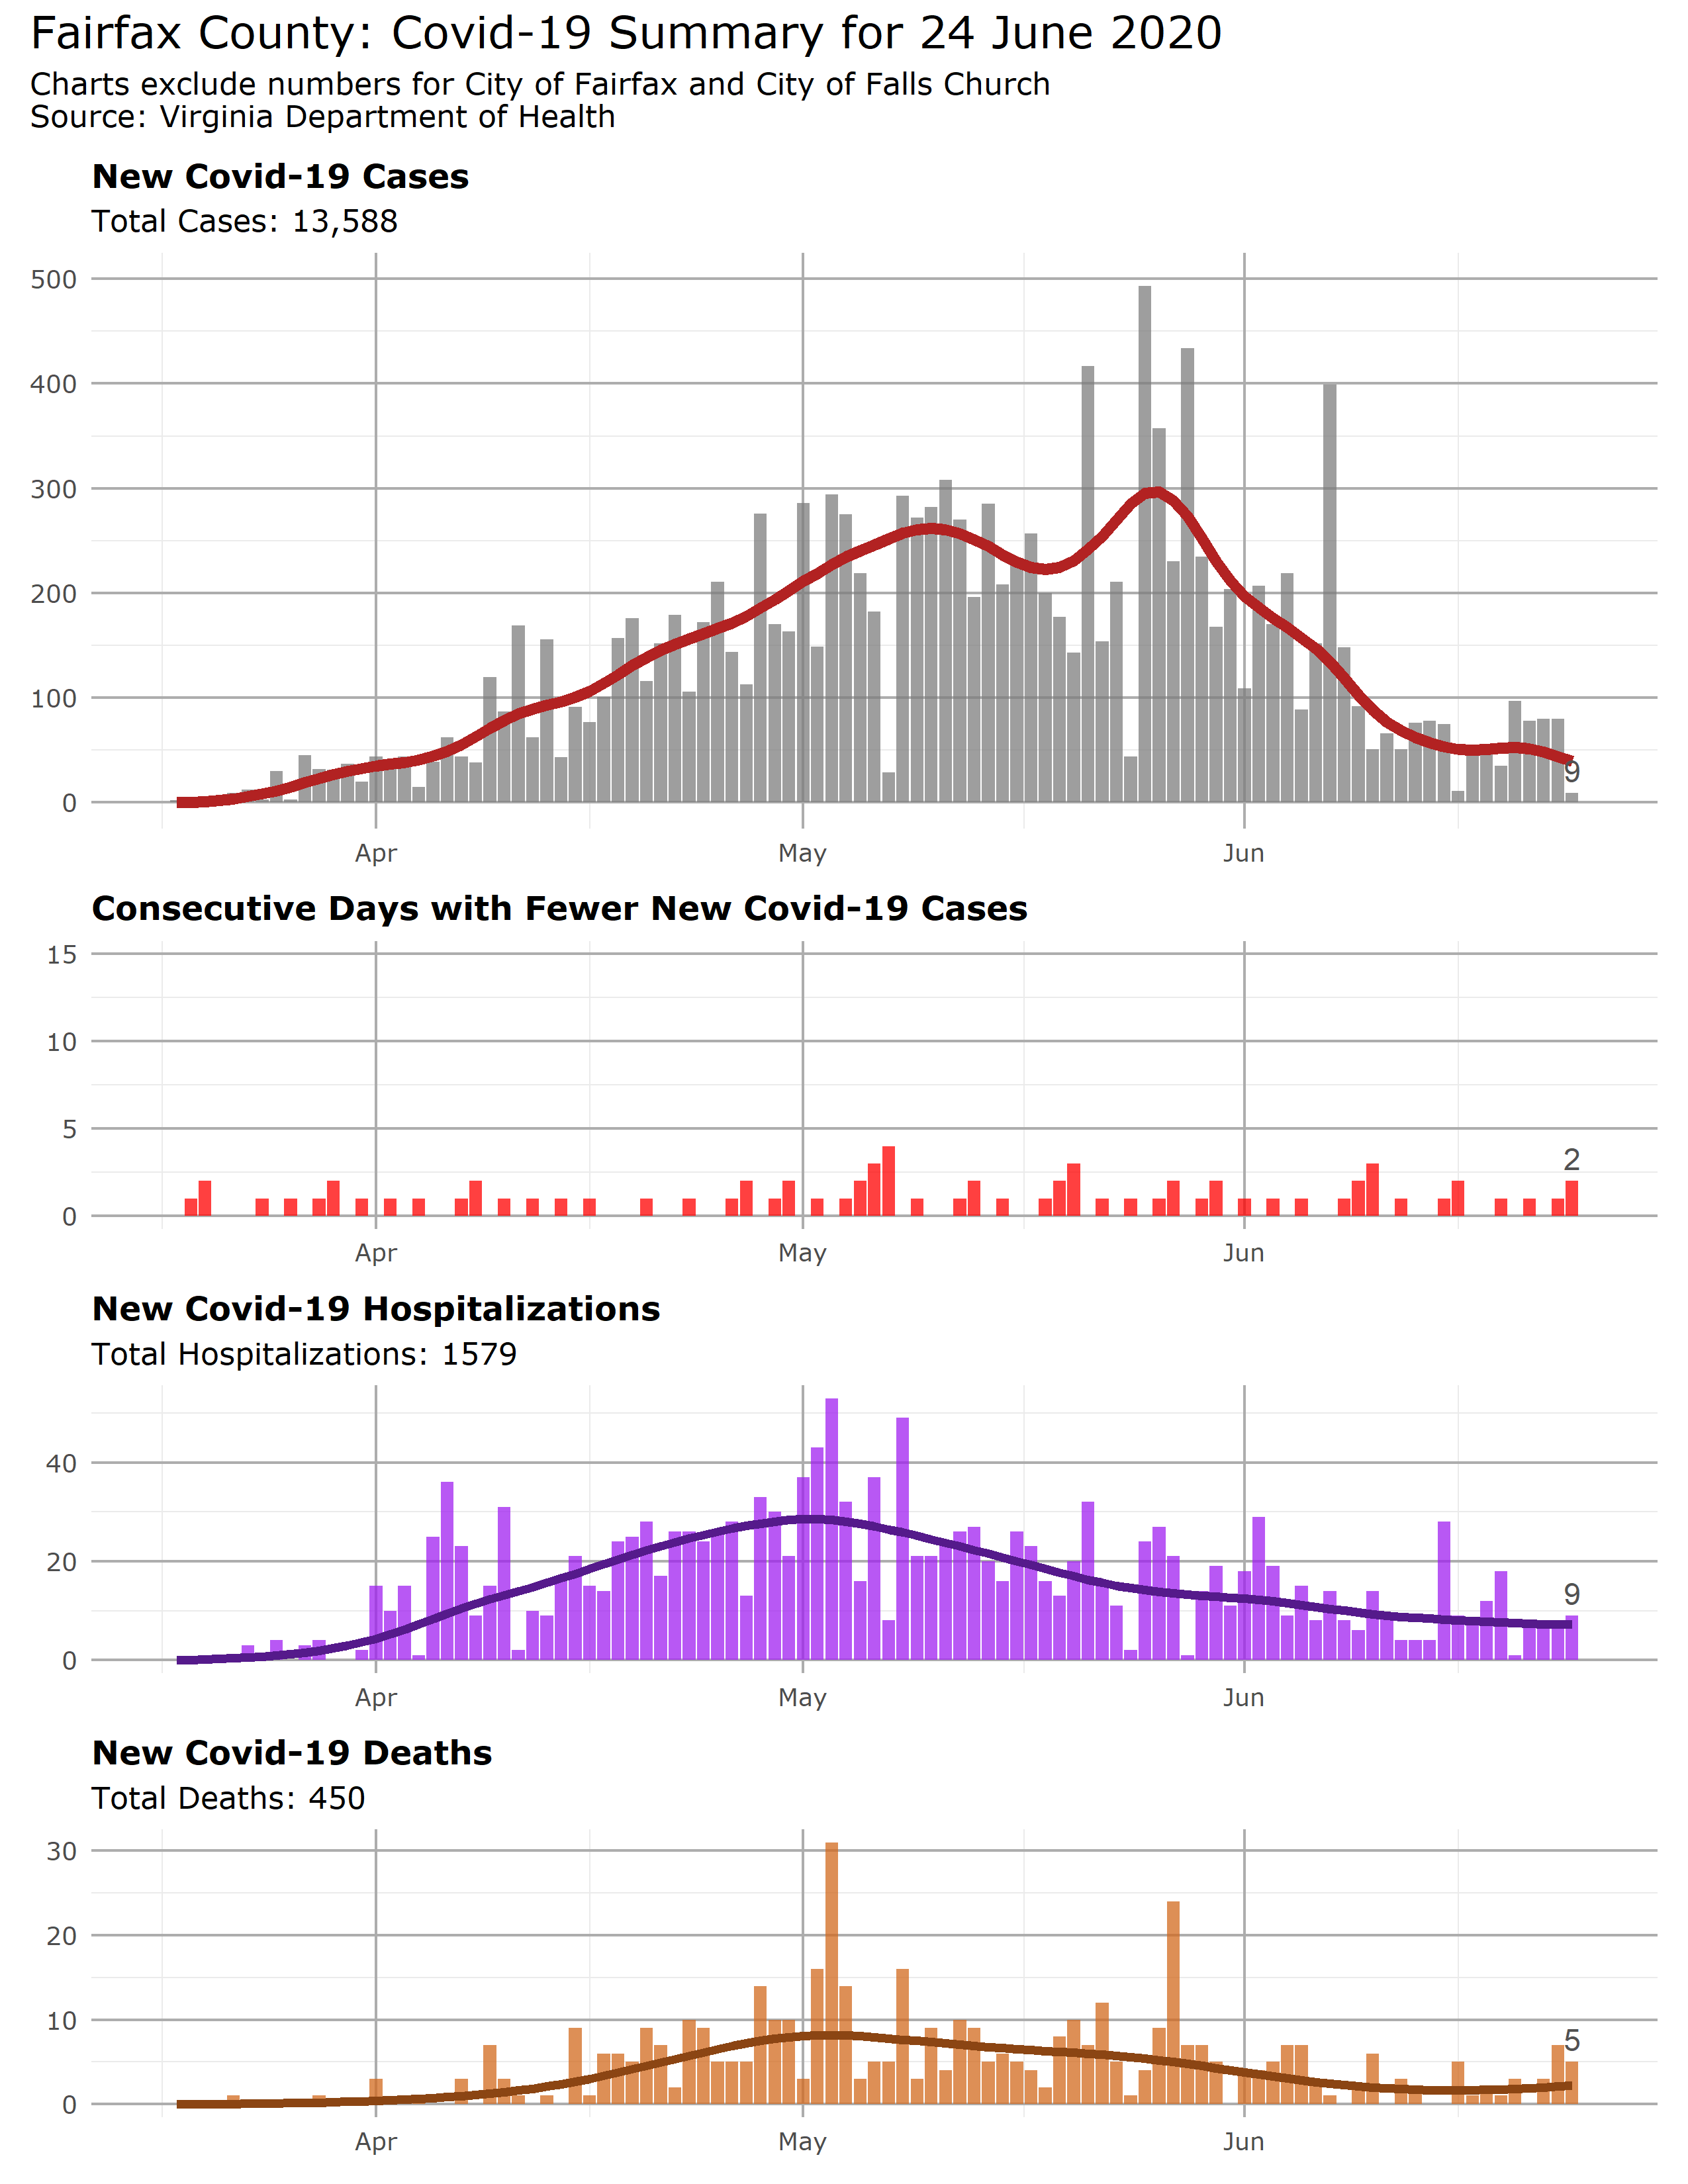 Fairfax County: Covid-19 Summary for 24 June 2020
Charts exclude numbers for City of Fairfax and City of Falls Church
Source: Virginia Department of Health
New Covid-19 Cases
Total Cases: 13,588
500
400
300
200
100
0
9
Apr May Jun
Consecutive Days with Fewer New Covid-19 Cases
15
10
5
0
2
Apr May Jun
New Covid-19 Hospitalizations
Total Hospitalizations: 1579
40
20
0
9
Apr May Jun
New Covid-19 Deaths
Total Deaths: 450
30
20
10
0
5
Apr May Jun